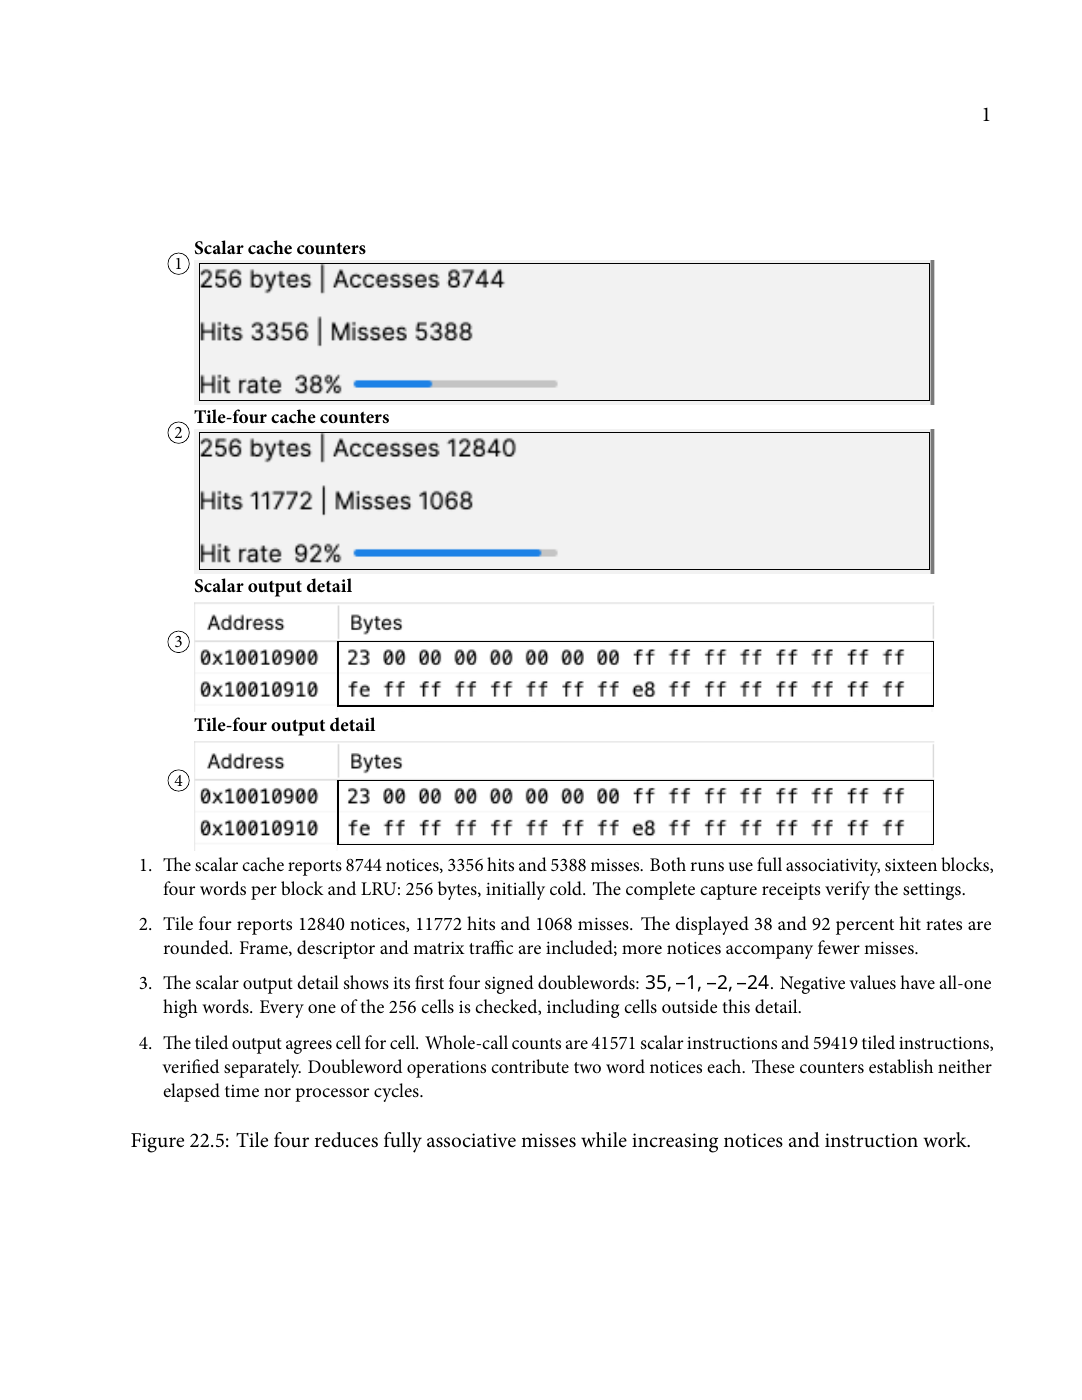 1
Scalar cache counters
1
256 bytes | Accesses 8744
Hits 3356 | Misses 5388
Hit rate 38%
Tile-four cache counters
2
256 bytes | Accesses 12840
Hits 11772 | Misses 1068
Hit rate 92%
Scalar output detail
Address Bytes
3
0x10010900 23 00 00 00 00 00 00 00 ff ff ff ff ff ff ff ff
0x10010910 fe ff ff ff ff ff ff ff e8 ff ff ff ff ff ff ff
Tile-four output detail
Address Bytes
4
0x10010900 23 00 00 00 00 00 00 00 ff ff ff ff ff ff ff ff
0x10010910 fe ff ff ff ff ff ff ff e8 ff ff ff ff ff ff ff
1. The scalar cache reports 8744 notices, 3356 hits and 5388 misses. Both runs use full associativity, sixteen blocks,
four words per block and LRU: 256 bytes, initially cold. The complete capture receipts verify the settings.
2. Tile four reports 12840 notices, 11772 hits and 1068 misses. The displayed 38 and 92 percent hit rates are
rounded. Frame, descriptor and matrix traffic are included; more notices accompany fewer misses.
3. The scalar output detail shows its first four signed doublewords: 35, −1, −2, −24. Negative values have all-one
high words. Every one of the 256 cells is checked, including cells outside this detail.
4. The tiled output agrees cell for cell. Whole-call counts are 41571 scalar instructions and 59419 tiled instructions,
verified separately. Doubleword operations contribute two word notices each. These counters establish neither
elapsed time nor processor cycles.
Figure 22.5: Tile four reduces fully associative misses while increasing notices and instruction work.